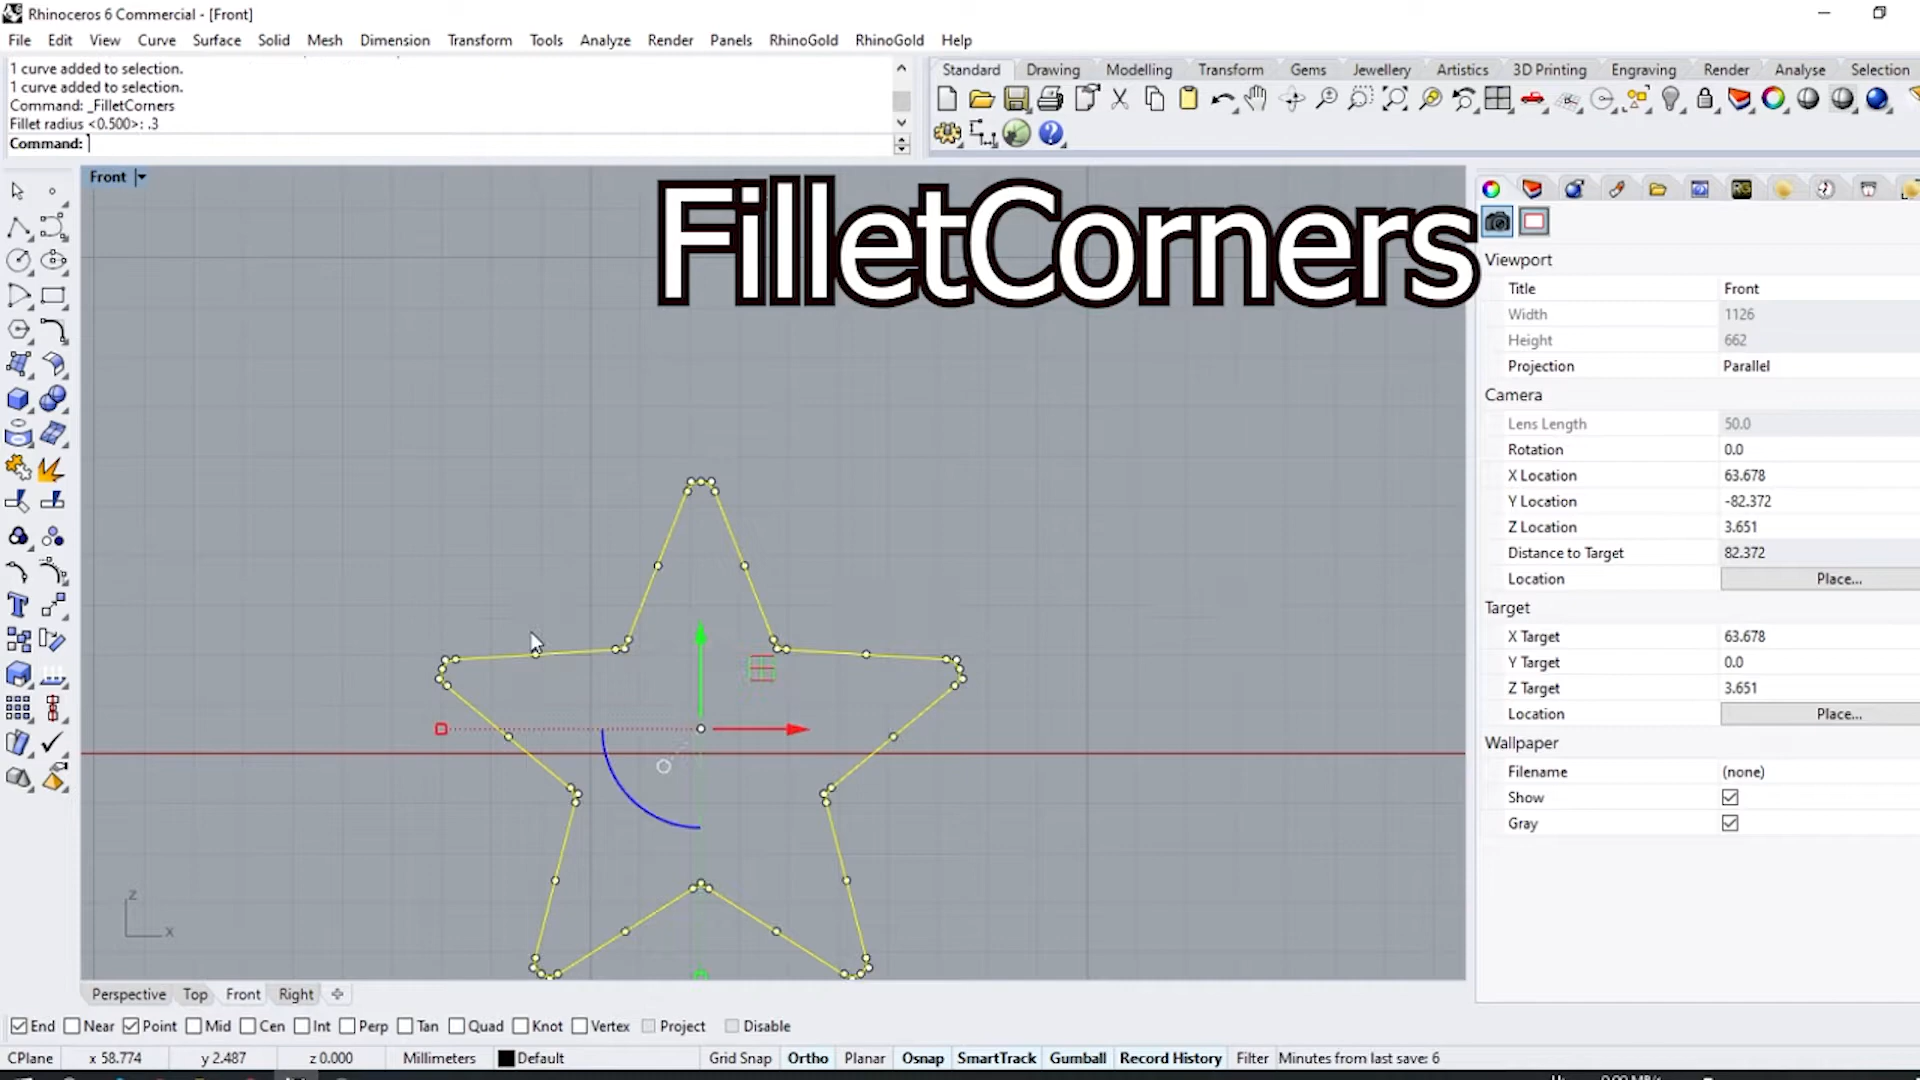 Rhinoceros 6 Commercial - [Front]
File Edit View Curve Surface Solid Mesh Dimension Transform Tools Analyze Render Panels RhinoGold RhinoGold Help
1 curve added to selection.
1 curve added to selection.
Command: _FilletCorners
Fillet radius <0.500>: .3
Command:
Standard Drawing Modelling Transform Gems Jewellery Artistics 3D Printing Engraving Render Analyse Selection
Front
FilletCorners
RG
Viewport
Title Front
Width 1126
Height 662
Projection Parallel
Camera
Lens Length 50.0
Rotation 0.0
X Location 63.678
Y Location -82.372
Z Location 3.651
Distance to Target 82.372
Location Place...
Target
X Target 63.678
Y Target 0.0
Z Target 3.651
Location Place...
Wallpaper
Filename (none)
Show
Gray
z
x
Perspective Top Front Right
End Near Point Mid Cen Int Perp Tan Quad Knot Vertex Project Disable
CPlane x 58.774 y 2.487 z 0.000 Millimeters Default Grid Snap Ortho Planar Osnap SmartTrack Gumball Record History Filter Minutes from last save: 6